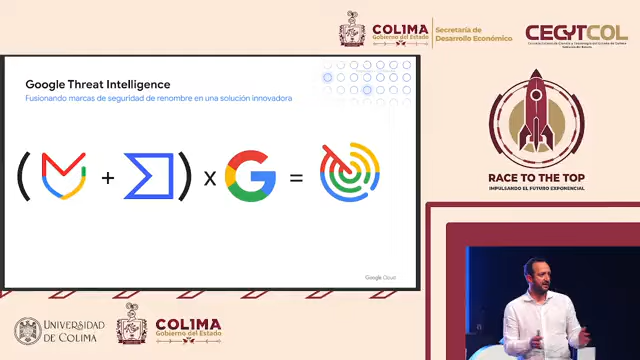 COLIMA
Gobierno del Estado
Secretaría de
Desarrollo Económico
CECYTCOL
Google Threat Intelligence
Fusionando marcas de seguridad de renombre en una solución innovadora
( + ) x G =
Google Cloud
RACE TO THE TOP
IMPULSANDO EL FUTURO EXPONENCIAL
UNIVERSIDAD
DE COLIMA
COLIMA
Gobierno del Estado